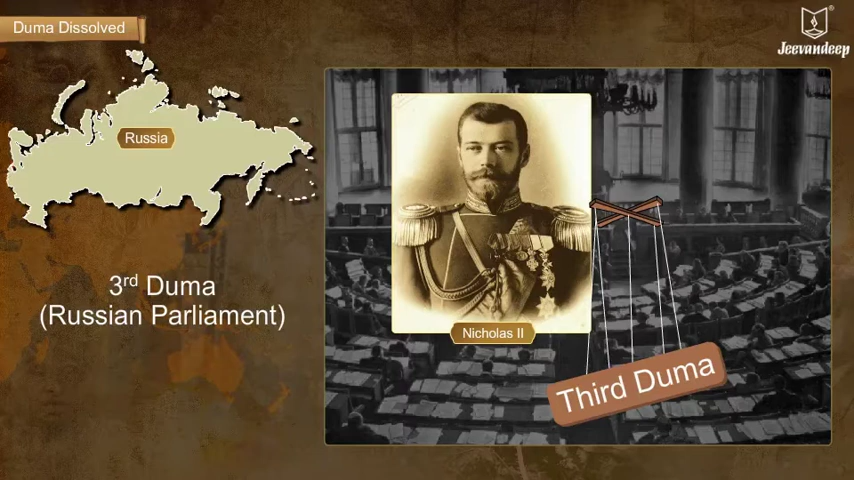 Duma Dissolved
Jeevandeep
Russia
3rd Duma
(Russian Parliament)
Nicholas II
Third Duma